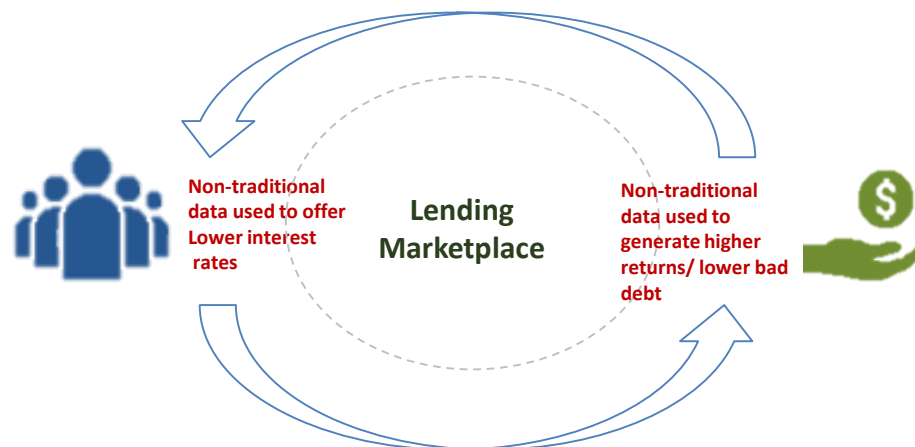 Non-traditional
data used to offer
Lower interest
rates
Lending
Marketplace
Non-traditional
data used to
generate higher
returns/ lower bad
debt
$